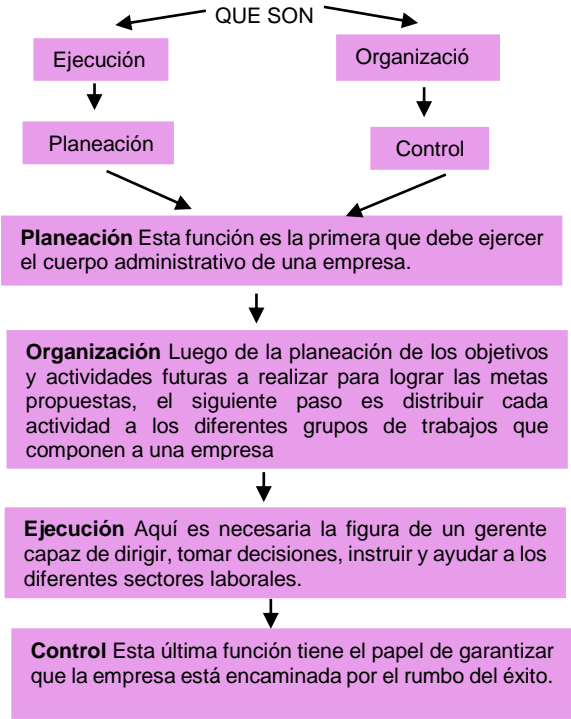 QUE SON
Ejecución
Organizació
Planeación
Control
Planeación Esta función es la primera que debe ejercer
el cuerpo administrativo de una empresa.
Organización Luego de la planeación de los objetivos
y actividades futuras a realizar para lograr las metas
propuestas, el siguiente paso es distribuir cada
actividad a los diferentes grupos de trabajos que
componen a una empresa
Ejecución Aquí es necesaria la figura de un gerente
capaz de dirigir, tomar decisiones, instruir y ayudar a los
diferentes sectores laborales.
Control Esta última función tiene el papel de garantizar
que la empresa está encaminada por el rumbo del éxito.